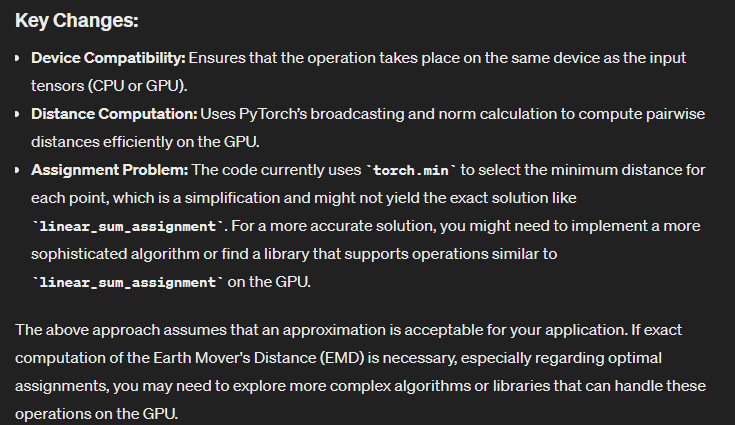 Key Changes:
• Device Compatibility: Ensures that the operation takes place on the same device as the input
tensors (CPU or GPU).
• Distance Computation: Uses PyTorch’s broadcasting and norm calculation to compute pairwise
distances efficiently on the GPU.
• Assignment Problem: The code currently uses `torch.min` to select the minimum distance for
each point, which is a simplification and might not yield the exact solution like
`linear_sum_assignment`. For a more accurate solution, you might need to implement a more
sophisticated algorithm or find a library that supports operations similar to
`linear_sum_assignment` on the GPU.
The above approach assumes that an approximation is acceptable for your application. If exact
computation of the Earth Mover's Distance (EMD) is necessary, especially regarding optimal
assignments, you may need to explore more complex algorithms or libraries that can handle these
operations on the GPU.